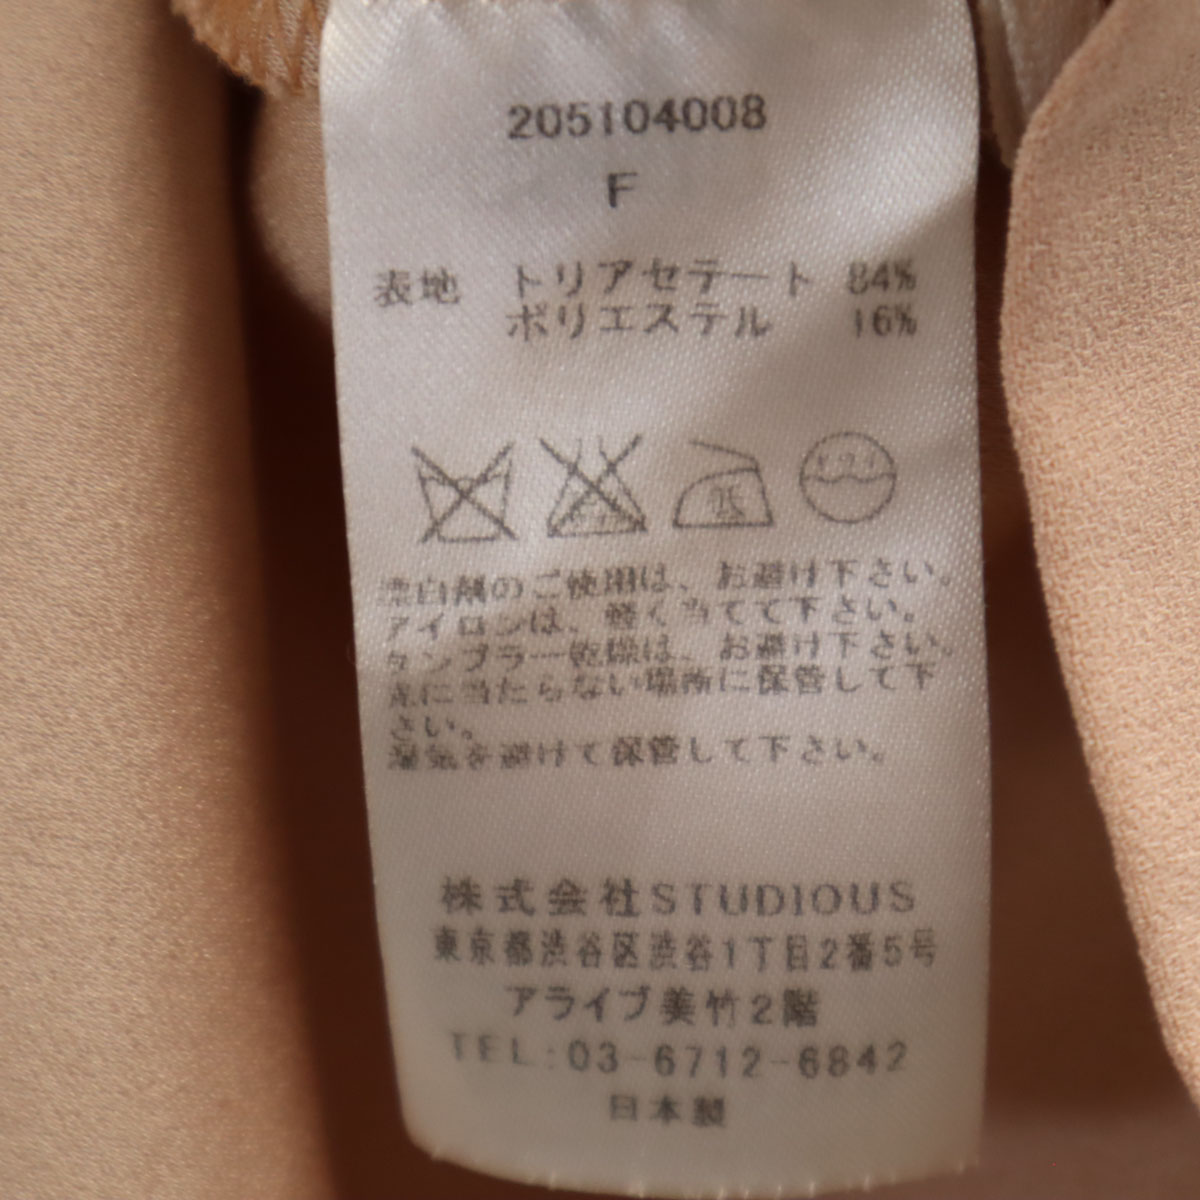 205104008
F
表地 トリアセテート 84%
ポリエステル 16%
漂白剤のご使用は、お避け下さい。
アイロンは、軽く当てて下さい。
タンブラー乾燥は、お避け下さい。
光に当たらない場所に保管して下
さい。
湿気を避けて保管して下さい。
株式会社STUDIOUS
東京都渋谷区渋谷1丁目2番5号
アライブ美竹2階
TEL:03-6712-6842
日本製